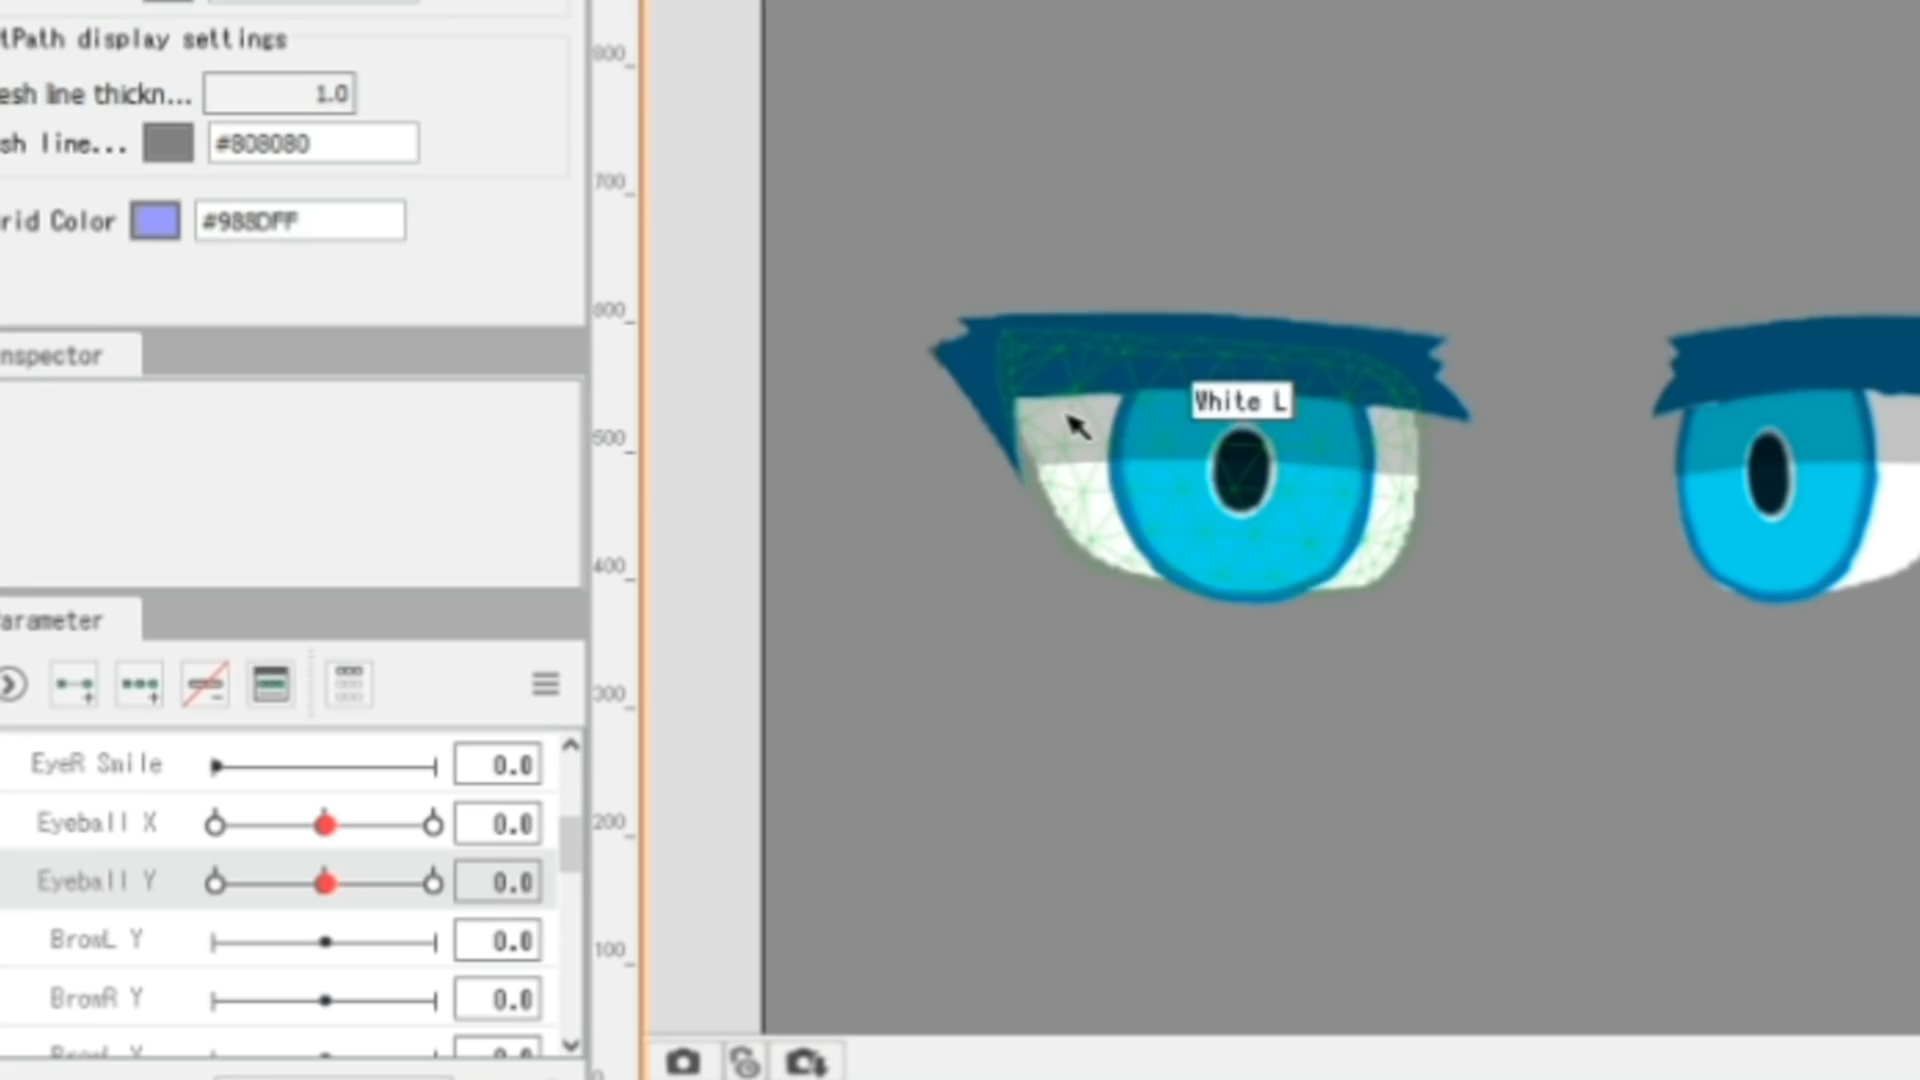 tPath display settings
esh line thickn... 1.0
sh line... #808080
rid Color #988DFF
nspector
arameter
EyeR Smile 0.0
Eyeball X 0.0
Eyeball Y 0.0
BrowL Y 0.0
BrowR Y 0.0
800
700
600
500
400
300
200
100
0
White L